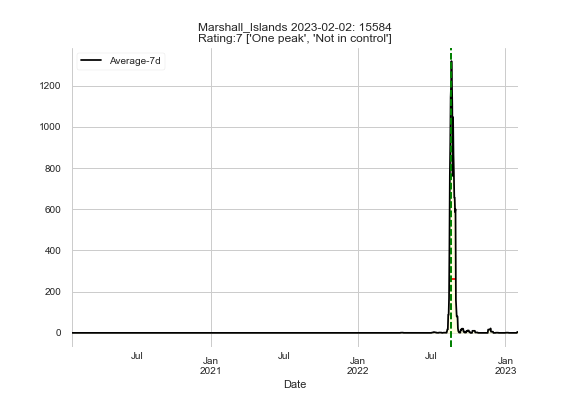 Marshall_Islands 2023-02-02: 15584
Rating:7 ['One peak', 'Not in control']
Average-7d
1200
1000
800
600
400
200
0
Jul
Jan
2021
Jul
Jan
2022
Jul
Jan
2023
Date